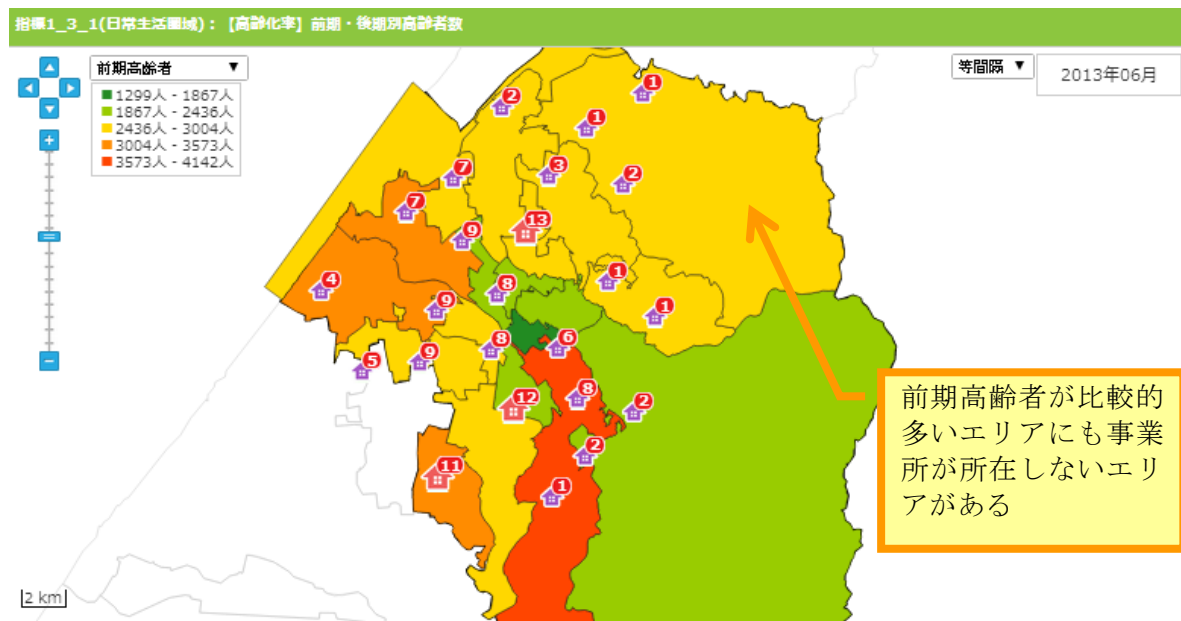 指標1_3_1(日常生活圏域)：【高齢化率】前期・後期別高齢者数
前期高齢者 ▼
等間隔 ▼
2013年06月
1299人 - 1867人
1867人 - 2436人
2436人 - 3004人
3004人 - 3573人
3573人 - 4142人
1
2
1
7
3
2
7
13
9
1
4
8
9
1
8
6
5
9
8
12
2
2
11
1
前期高齢者が比較的
多いエリアにも事業
所が所在しないエリ
アがある
2 km